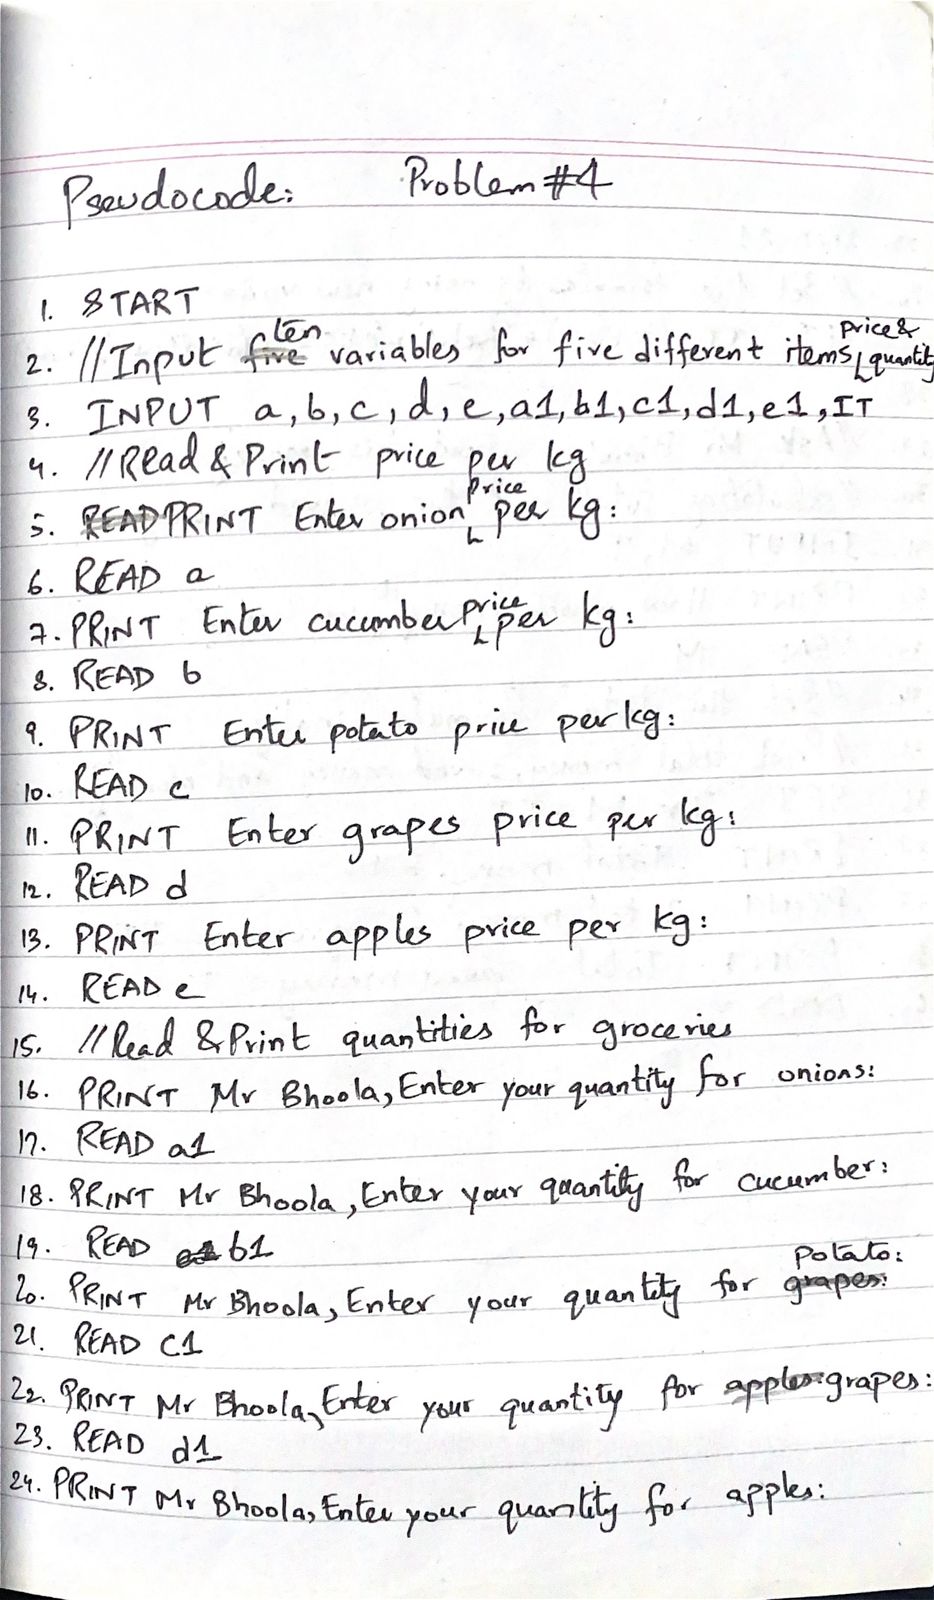 Pseudocode: Problem #4
1. START
2. //Input ten variables for five different items price & quantity
3. INPUT a, b, c, d, e, a1, b1, c1, d1, e1, IT
4. //Read & Print price per kg
5. PRINT Enter onion price per kg:
6. READ a
7. PRINT Enter cucumber price per kg:
8. READ b
9. PRINT Enter potato price per kg:
10. READ c
11. PRINT Enter grapes price per kg:
12. READ d
13. PRINT Enter apples price per kg:
14. READ e
15. //Read & Print quantities for groceries
16. PRINT Mr Bhoola, Enter your quantity for onions:
17. READ a1
18. PRINT Mr Bhoola, Enter your quantity for cucumber:
19. READ b1
20. PRINT Mr Bhoola, Enter your quantity for potato:
21. READ C1
22. PRINT Mr Bhoola, Enter your quantity for grapes:
23. READ d1
24. PRINT Mr Bhoola, Enter your quantity for apples: